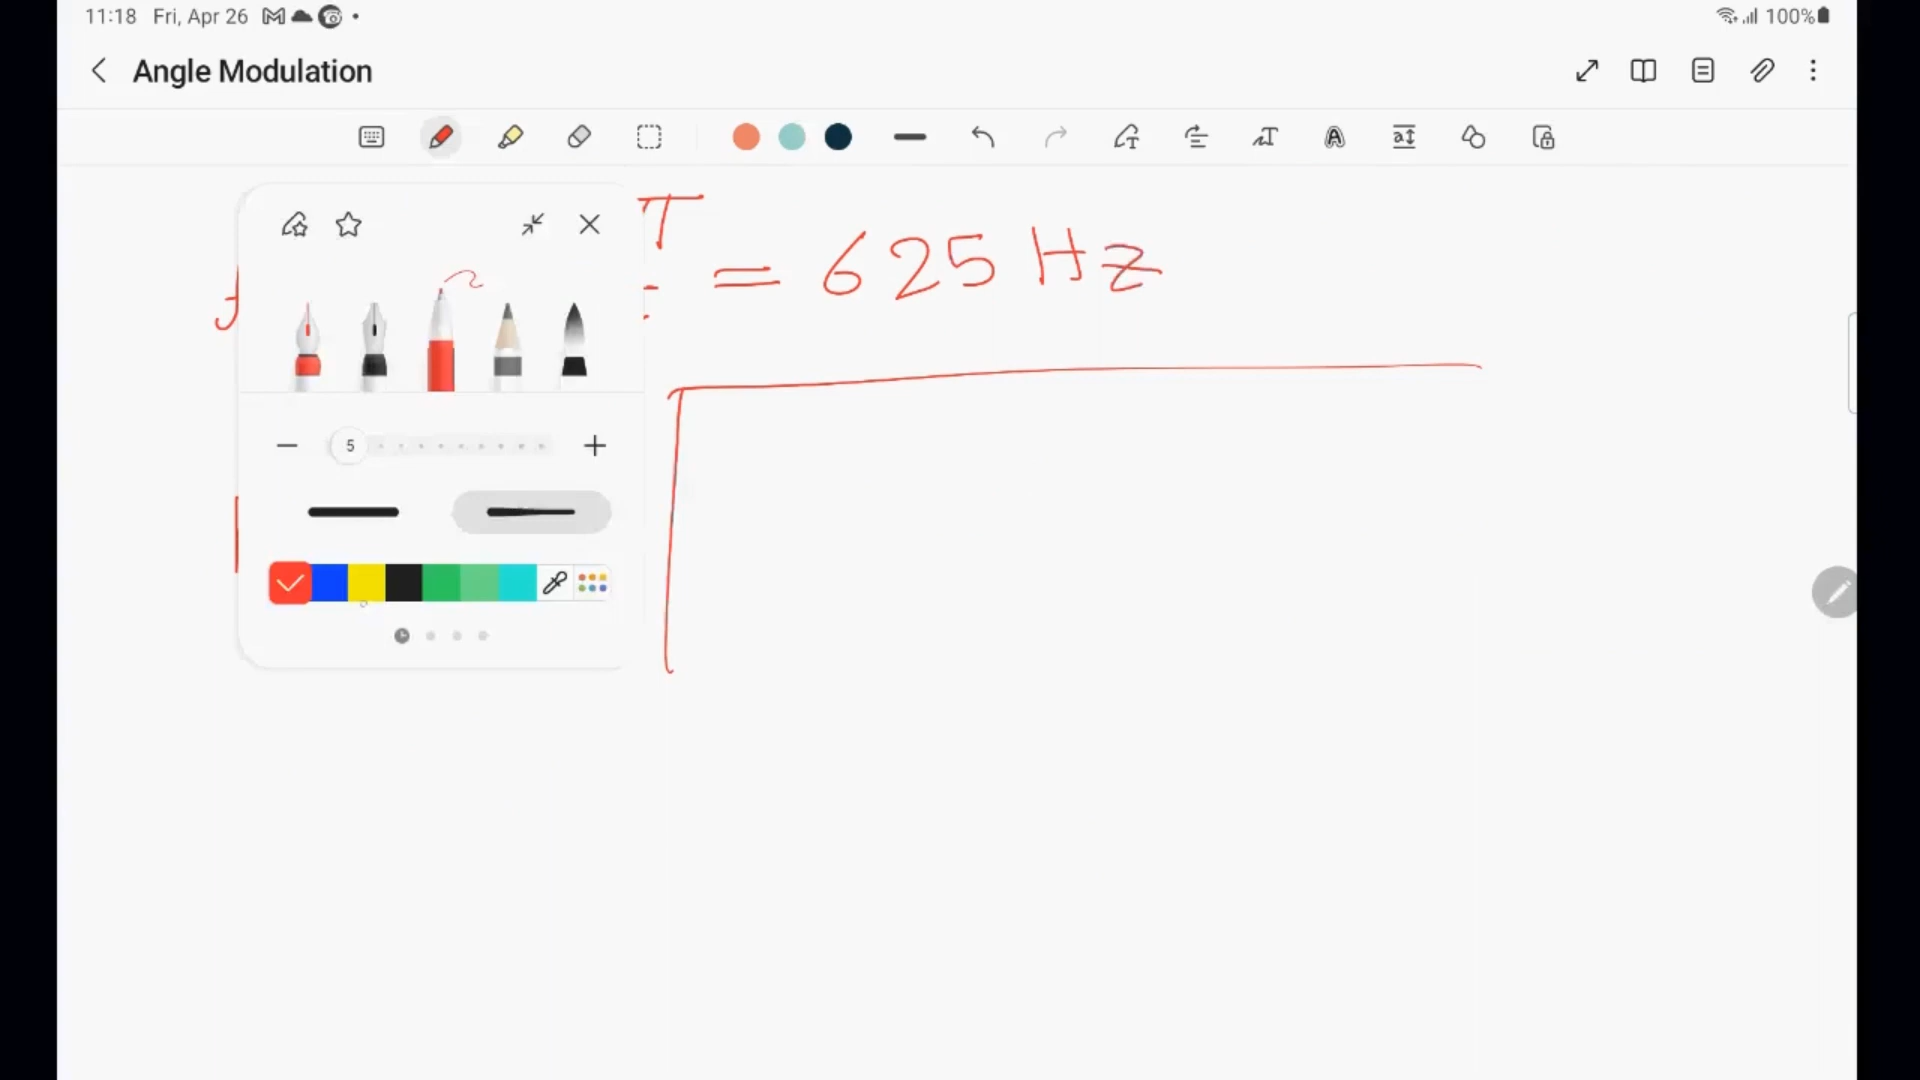 11:18 Fri, Apr 26
100%
Angle Modulation
= 625 Hz
5